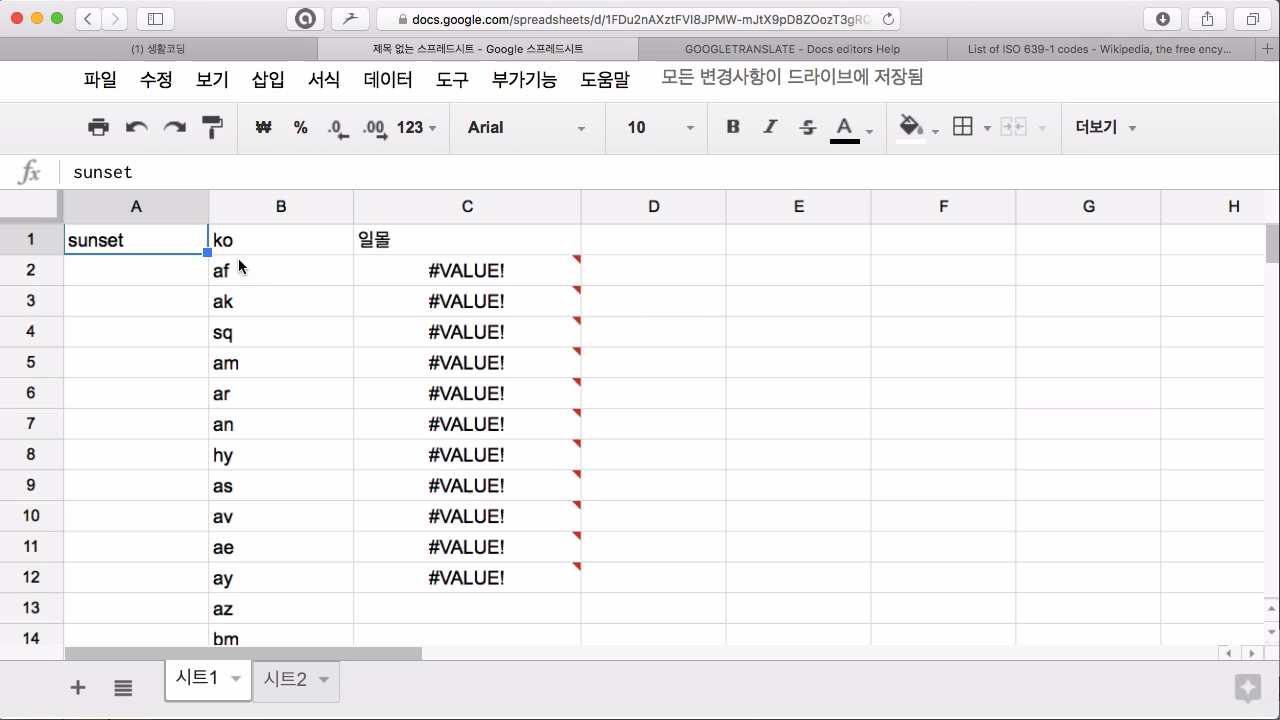 docs.google.com/spreadsheets/d/1FDu2nAXztFVl8JPMW-mJtX9pD8ZOozT3gRC
(1) 생활코딩
제목 없는 스프레드시트 - Google 스프레드시트
GOOGLETRANSLATE - Docs editors Help
List of ISO 639-1 codes - Wikipedia, the free ency...
파일 수정 보기 삽입 서식 데이터 도구 부가기능 도움말 모든 변경사항이 드라이브에 저장됨
₩ % .0 .00 123 Arial 10 B I S A 더보기
fx sunset
A B C D E F G H
1 sunset ko 일몰
2 af #VALUE!
3 ak #VALUE!
4 sq #VALUE!
5 am #VALUE!
6 ar #VALUE!
7 an #VALUE!
8 hy #VALUE!
9 as #VALUE!
10 av #VALUE!
11 ae #VALUE!
12 ay #VALUE!
13 az
14 bm
시트1 시트2